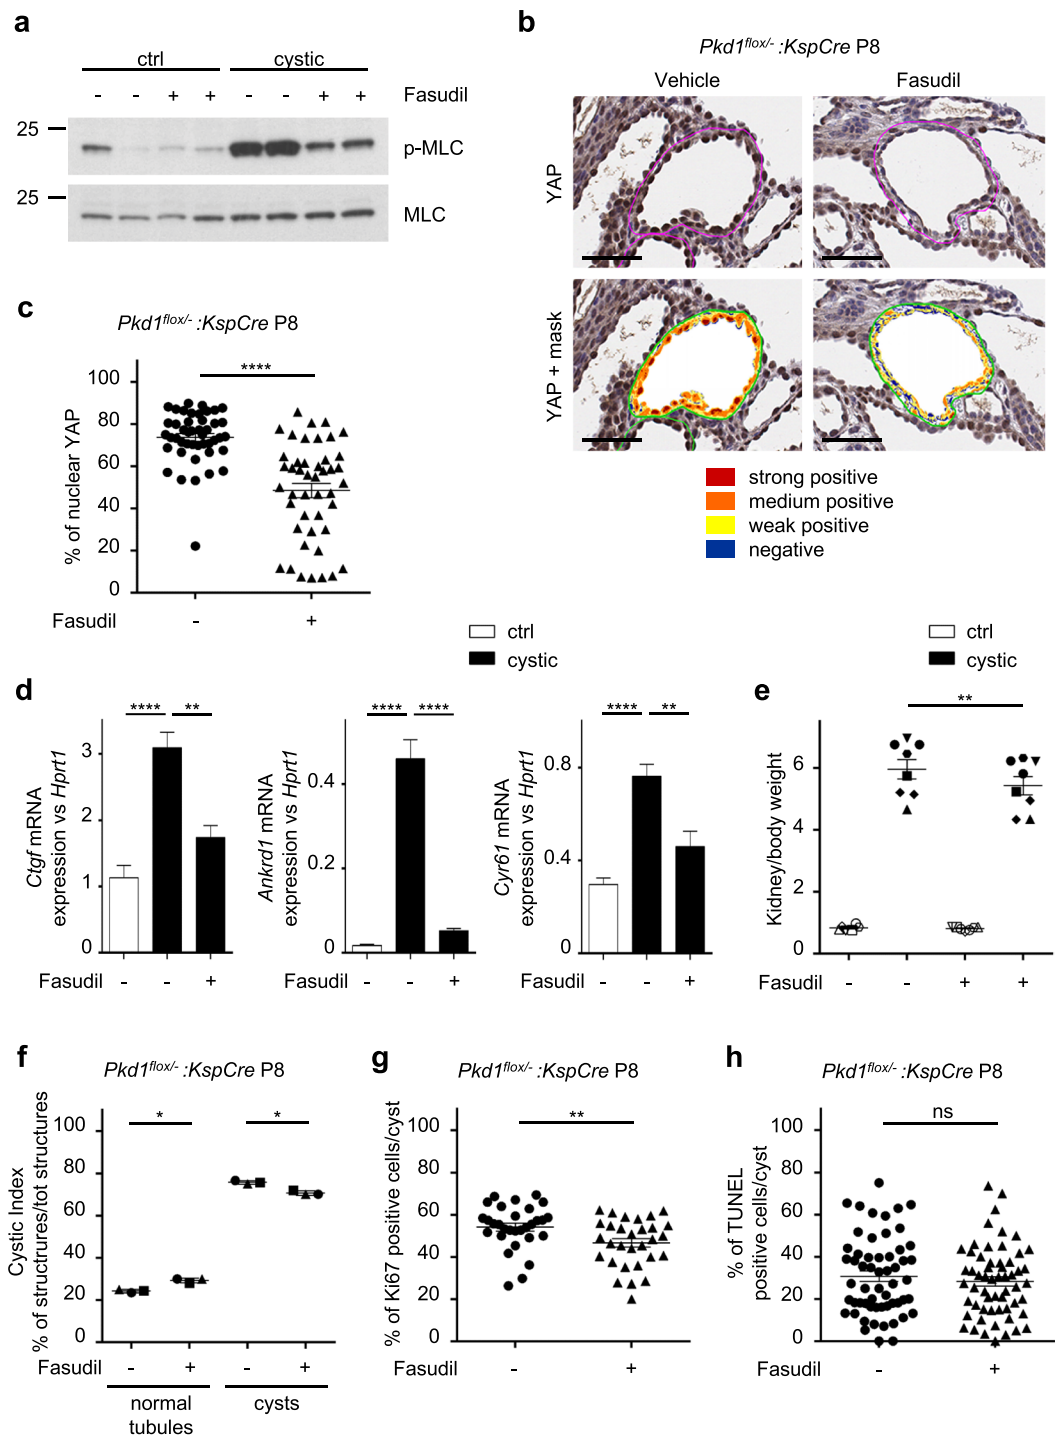 a
ctrl cystic
- - + + - - + + Fasudil
25
p-MLC
25
MLC
b
Pkd1flox/- :KspCre P8
Vehicle Fasudil
YAP
YAP + mask
strong positive
medium positive
weak positive
negative
c
Pkd1flox/- :KspCre P8
****
% of nuclear YAP
100
80
60
40
20
0
Fasudil - +
ctrl
cystic
d
**** **
Ctgf mRNA
expression vs Hprt1
3
2
1
0
Fasudil - - +
**** ****
Ankrd1 mRNA
expression vs Hprt1
0.4
0.2
0
Fasudil - - +
**** **
Cyr61 mRNA
expression vs Hprt1
0.8
0.4
0
Fasudil - - +
ctrl
cystic
e
**
Kidney/body weight
6
4
2
0
Fasudil - - + +
f
Pkd1flox/- :KspCre P8
* *
Cystic Index
% of structrures/tot structures
100
80
60
40
20
0
Fasudil - + - +
normal
tubules
cysts
g
Pkd1flox/- :KspCre P8
**
% of Ki67 positive cells/cyst
100
80
60
40
20
0
Fasudil - +
h
Pkd1flox/- :KspCre P8
ns
% of TUNEL
positive cells/cyst
100
80
60
40
20
0
Fasudil - +